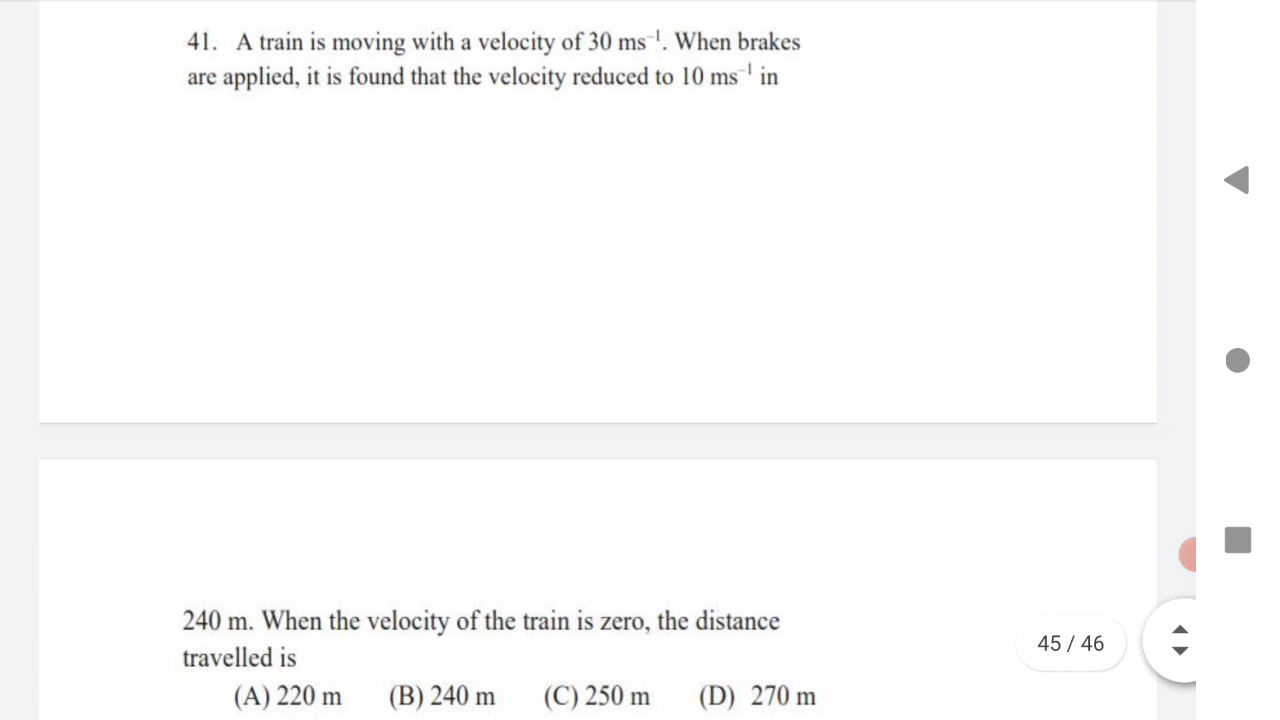 41. A train is moving with a velocity of 30 ms⁻¹. When brakes
are applied, it is found that the velocity reduced to 10 ms⁻¹ in
240 m. When the velocity of the train is zero, the distance
travelled is
(A) 220 m (B) 240 m (C) 250 m (D) 270 m
45 / 46